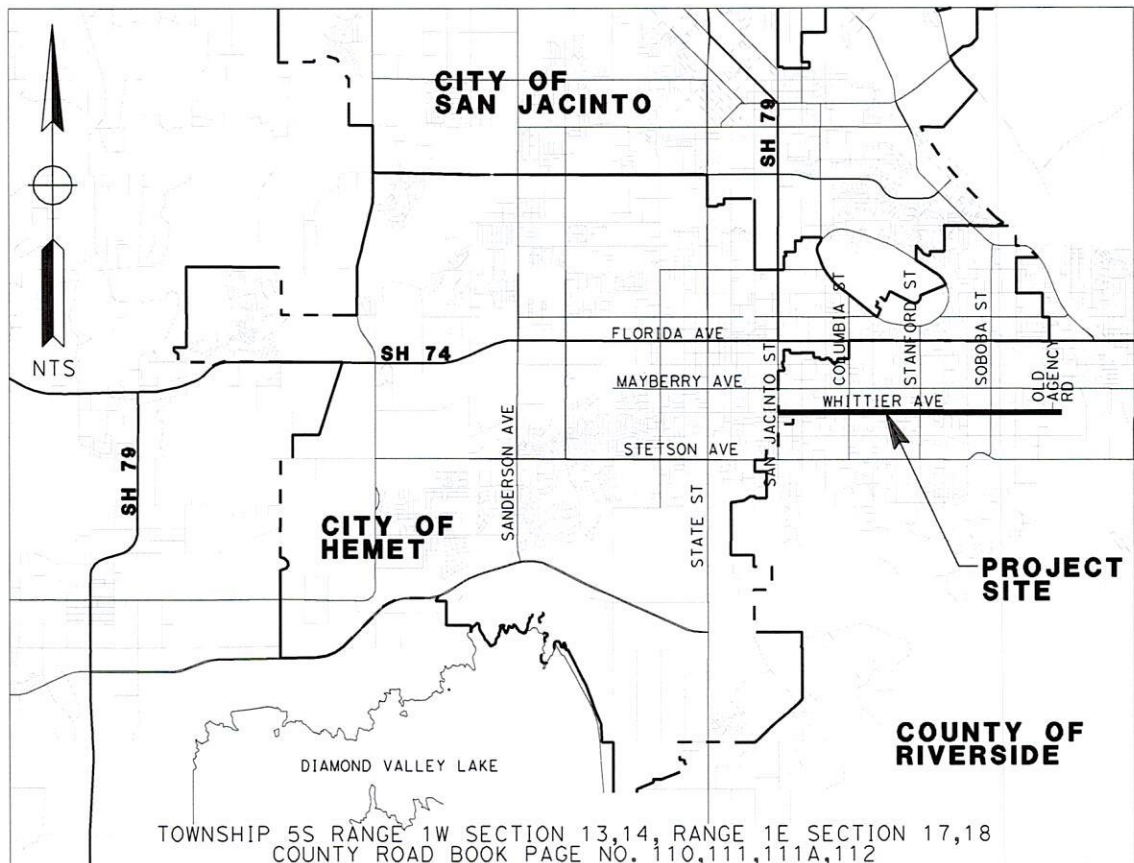 CITY OF
SAN JACINTO
SH 79
NTS
SH 74
FLORIDA AVE
MAYBERRY AVE
WHITTIER AVE
STETSON AVE
SAN JACINTO ST
COLUMBIA ST
STANFORD ST
SOBOBA ST
OLD
AGENCY
RD
SH 79
SANDERSON AVE
STATE ST
CITY OF
HEMET
PROJECT
SITE
COUNTY OF
RIVERSIDE
DIAMOND VALLEY LAKE
TOWNSHIP 5S RANGE 1W SECTION 13,14, RANGE 1E SECTION 17,18
COUNTY ROAD BOOK PAGE NO. 110,111,111A,112